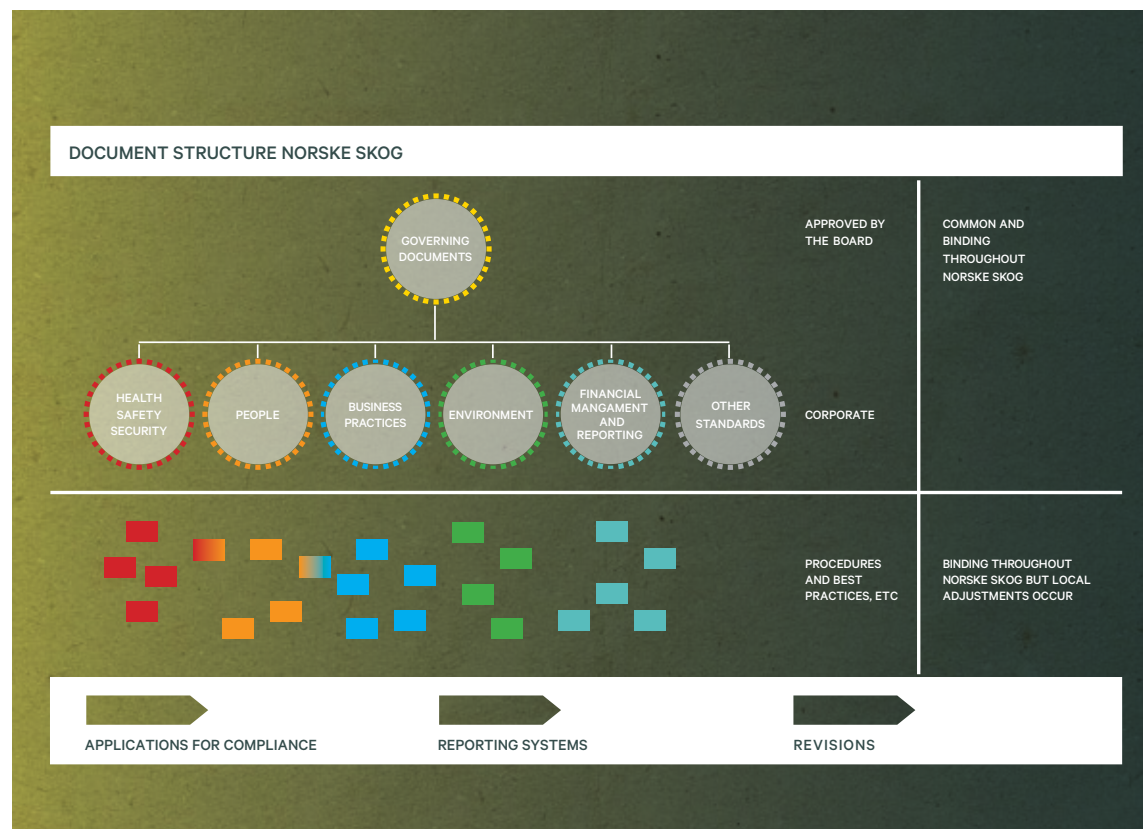 DOCUMENT STRUCTURE NORSKE SKOG
GOVERNING
DOCUMENTS
APPROVED BY
THE BOARD
COMMON AND
BINDING
THROUGHOUT
NORSKE SKOG
HEALTH
SAFETY
SECURITY
PEOPLE
BUSINESS
PRACTICES
ENVIRONMENT
FINANCIAL
MANGAMENT
AND
REPORTING
OTHER
STANDARDS
CORPORATE
PROCEDURES
AND BEST
PRACTICES, ETC
BINDING THROUGHOUT
NORSKE SKOG BUT LOCAL
ADJUSTMENTS OCCUR
APPLICATIONS FOR COMPLIANCE
REPORTING SYSTEMS
REVISIONS